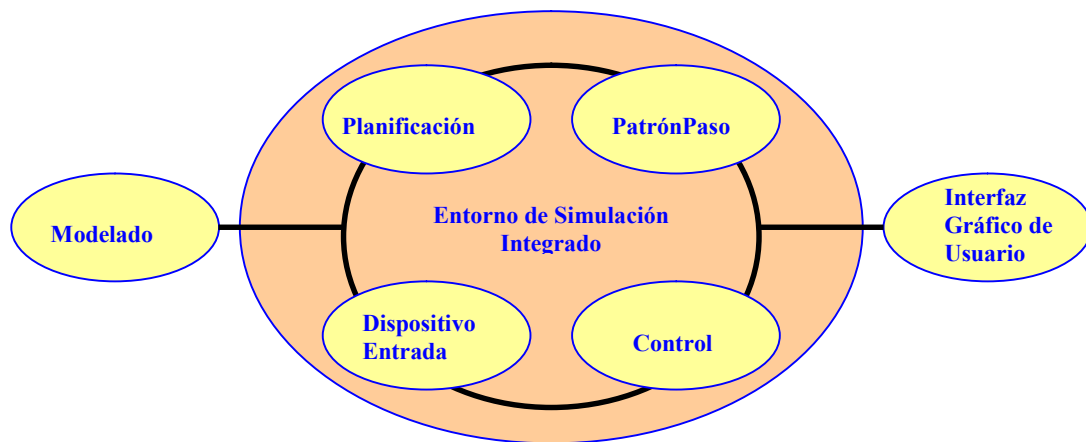 Planificación
PatrónPaso
Modelado
Entorno de Simulación
Integrado
Interfaz
Gráfico de
Usuario
Dispositivo
Entrada
Control